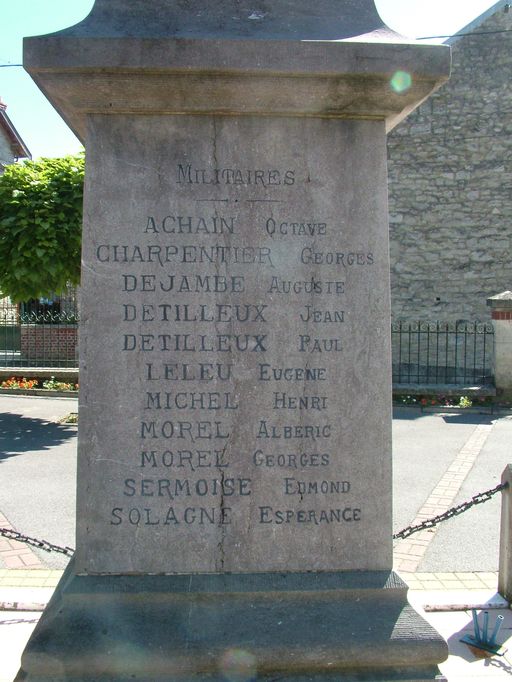 MILITAIRES
ACHAIN OCTAVE
CHARPENTIER GEORGES
DEJAMBE AUGUSTE
DETILLEUX JEAN
DETILLEUX PAUL
LELEU EUGENE
MICHEL HENRI
MOREL ALBERIC
MOREL GEORGES
SERMOISE EDMOND
SOLAGNE ESPERANCE